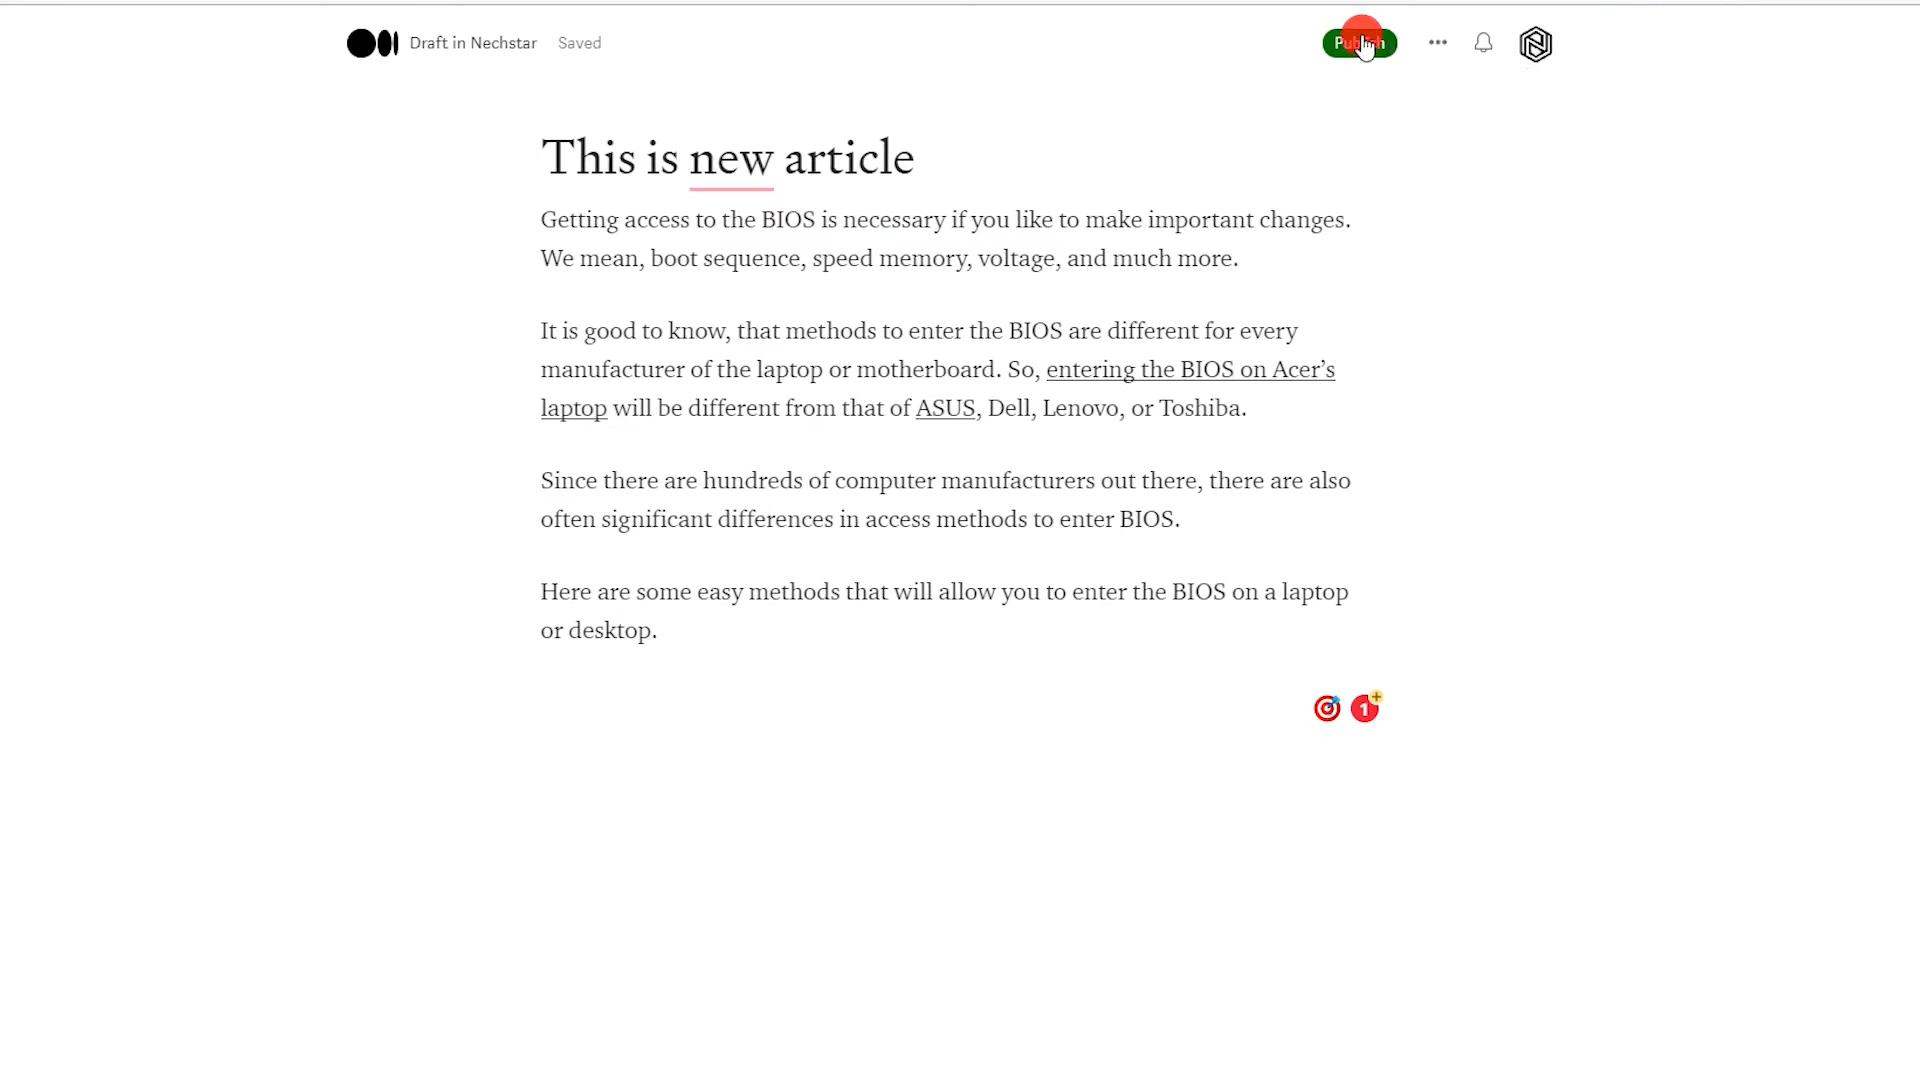 Draft in Nechstar Saved
Publish
This is new article
Getting access to the BIOS is necessary if you like to make important changes.
We mean, boot sequence, speed memory, voltage, and much more.
It is good to know, that methods to enter the BIOS are different for every
manufacturer of the laptop or motherboard. So, entering the BIOS on Acer’s
laptop will be different from that of ASUS, Dell, Lenovo, or Toshiba.
Since there are hundreds of computer manufacturers out there, there are also
often significant differences in access methods to enter BIOS.
Here are some easy methods that will allow you to enter the BIOS on a laptop
or desktop.
1